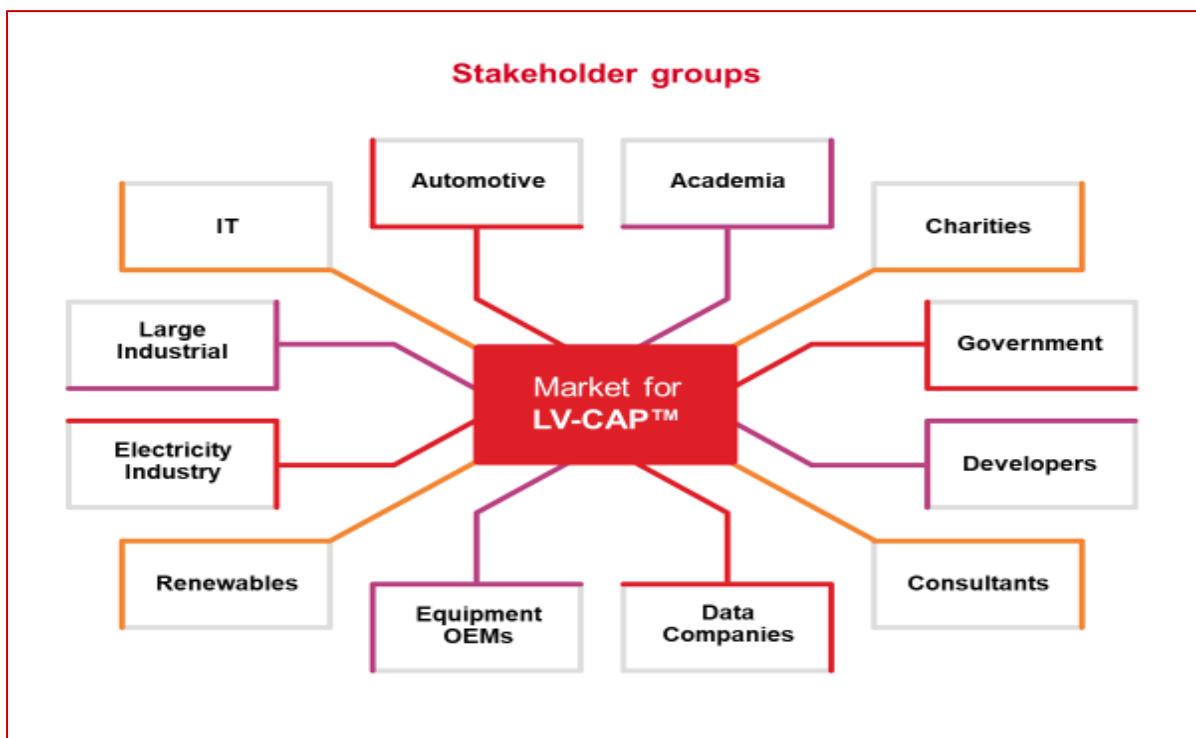 Stakeholder groups
Automotive
Academia
IT
Charities
Large
Industrial
Government
Market for
LV-CAP™
Electricity
Industry
Developers
Renewables
Equipment
OEMs
Data
Companies
Consultants